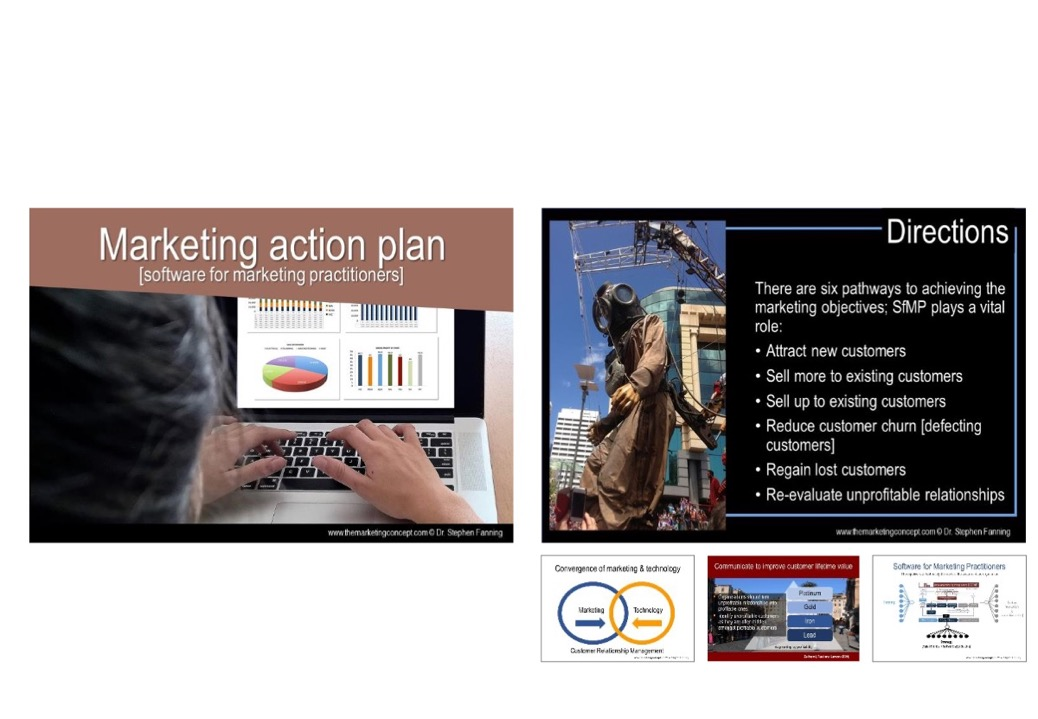 Marketing action plan
[software for marketing practitioners]
www.themarketingconcept.com © Dr. Stephen Fanning
Directions
There are six pathways to achieving the
marketing objectives; SfMP plays a vital
role:
• Attract new customers
• Sell more to existing customers
• Sell up to existing customers
• Reduce customer churn [defecting
customers]
• Regain lost customers
• Re-evaluate unprofitable relationships
www.themarketingconcept.com © Dr. Stephen Fanning
Convergence of marketing & technology
Marketing
Technology
Customer Relationship Management
Communicate to improve customer lifetime value
Platinum
Gold
Iron
Lead
Software for Marketing Practitioners